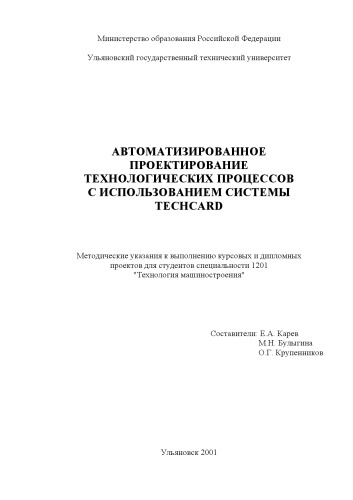 Министерство образования Российской Федерации
Ульяновский государственный технический университет
АВТОМАТИЗИРОВАННОЕ
ПРОЕКТИРОВАНИЕ
ТЕХНОЛОГИЧЕСКИХ ПРОЦЕССОВ
С ИСПОЛЬЗОВАНИЕМ СИСТЕМЫ
TECHCARD
Методические указания к выполнению курсовых и дипломных
проектов для студентов специальности 1201
"Технология машиностроения"
Составители: Е.А. Карев
М.Н. Булыгина
О.Г. Крупенников
Ульяновск 2001